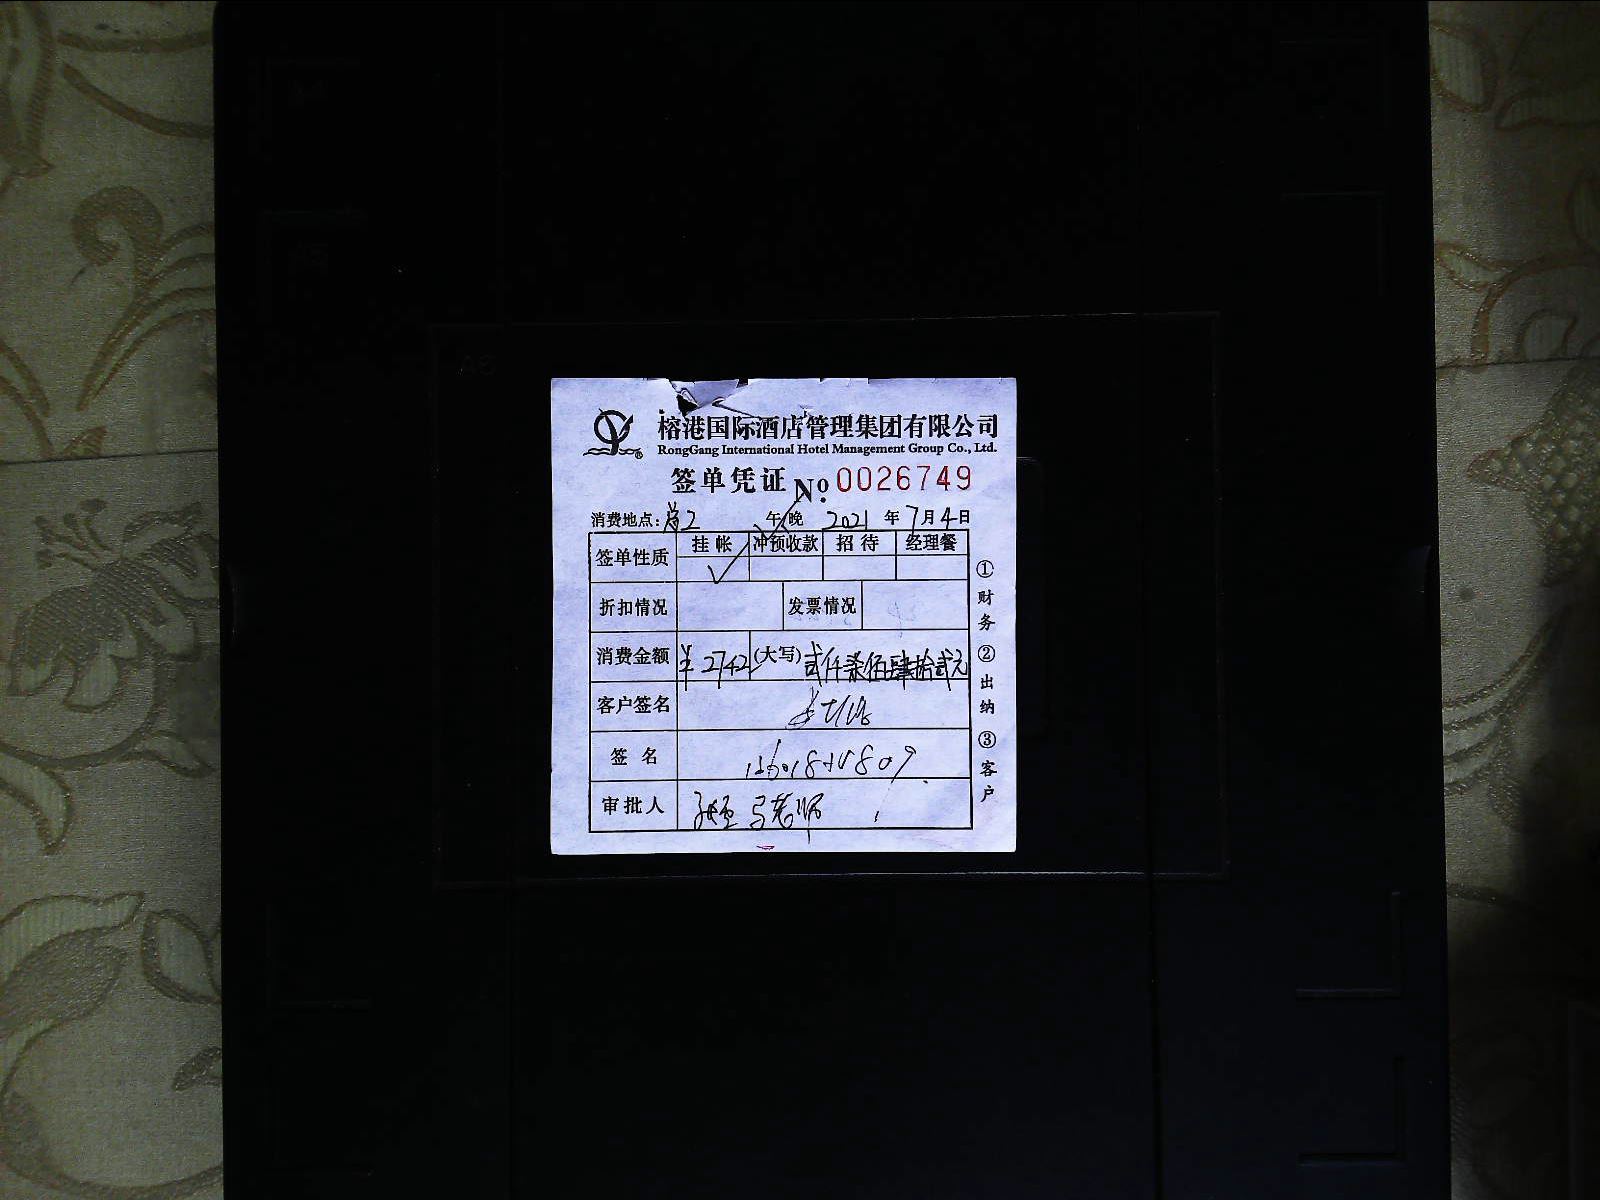 榕港国际酒店管理集团有限公司
RongGang International Hotel Management Group Co., Ltd.
签单凭证 No. 0026749
消费地点: 2 午 晚 2021 年 7 月 4 日
签单性质 挂帐 冲预收款 招待 经理餐
✓
折扣情况 发票情况
消费金额 ¥2742 (大写) 贰仟柒佰肆拾贰元
客户签名
签名
审批人 马老师
①财务 ②出纳 ③客户
A6